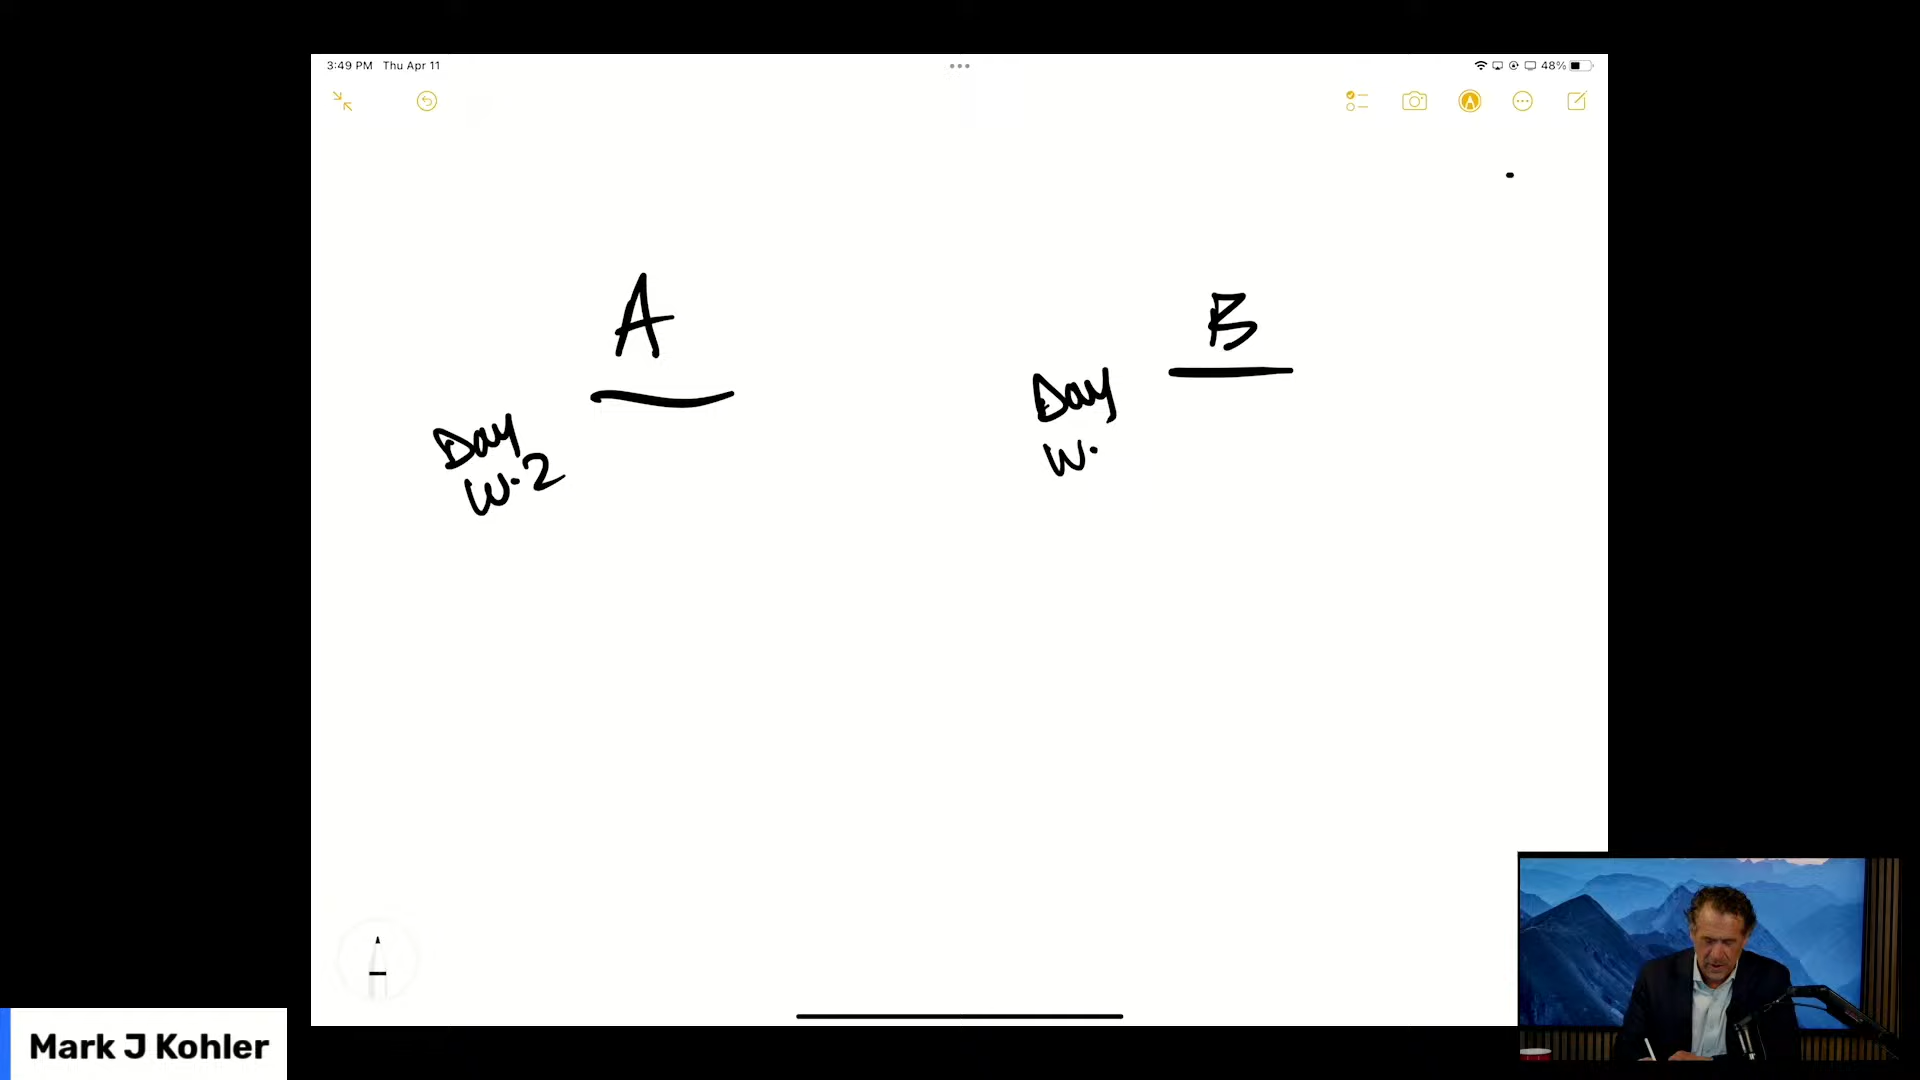 3:49 PM Thu Apr 11
48%
A
B
Day
W-2
Day
W-
Mark J Kohler